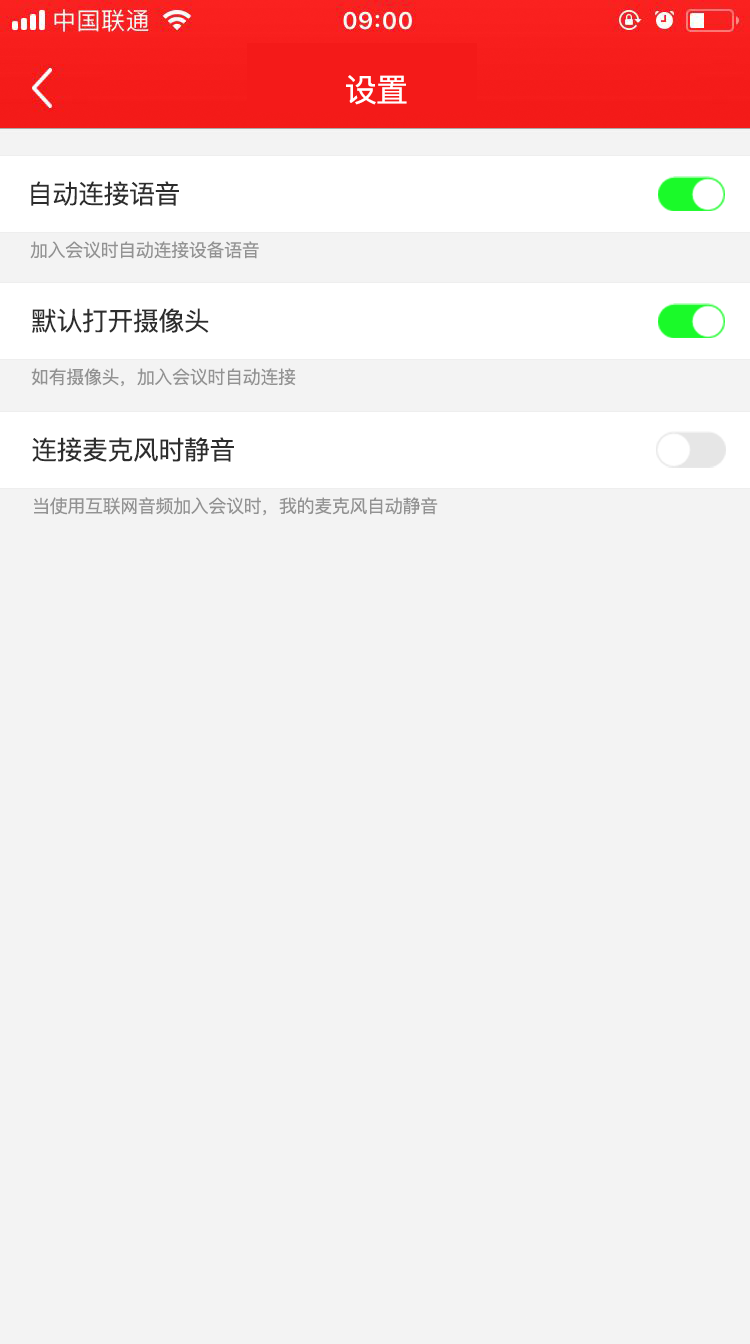 中国联通
09:00
设置
自动连接语音
加入会议时自动连接设备语音
默认打开摄像头
如有摄像头，加入会议时自动连接
连接麦克风时静音
当使用互联网音频加入会议时，我的麦克风自动静音